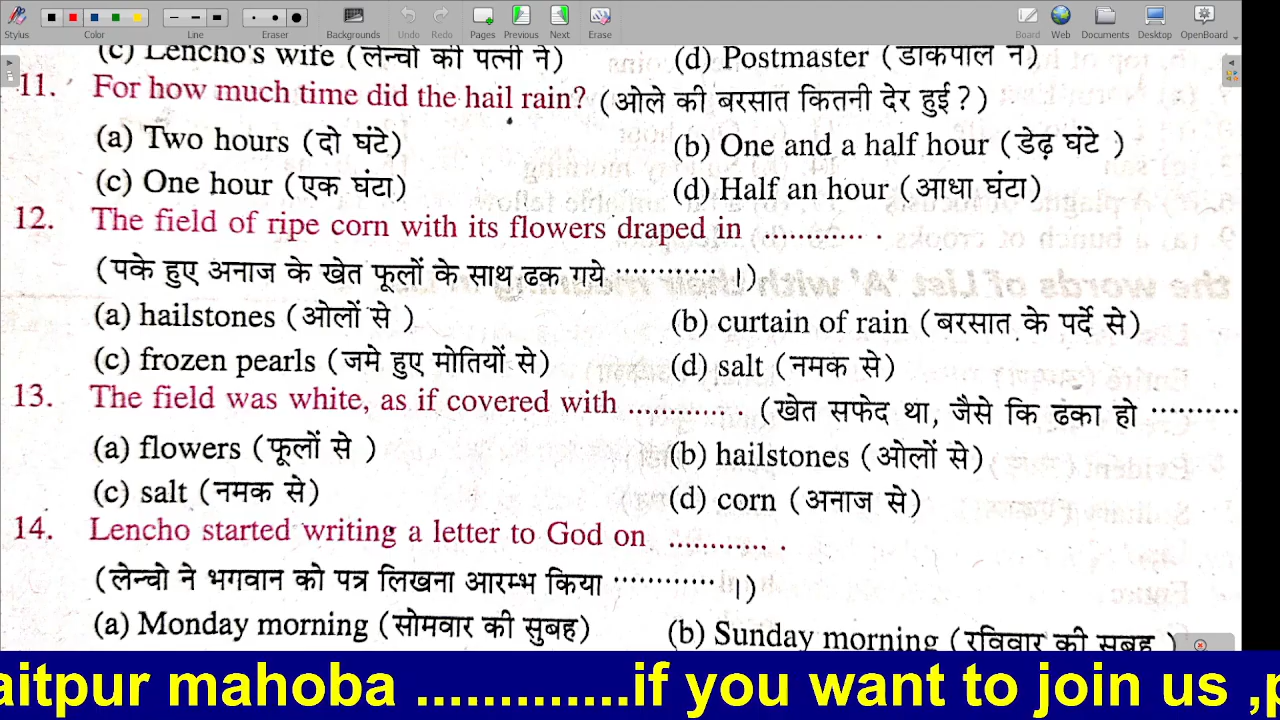 Stylus Color Line Eraser Backgrounds Undo Redo Pages Previous Next Erase Board Web Documents Desktop OpenBoard
(c) Lencho's wife (लेन्चो की पत्नी ने) (d) Postmaster (डाकपाल ने)
11. For how much time did the hail rain? (ओले की बरसात कितनी देर हुई ?)
(a) Two hours (दो घंटे) (b) One and a half hour (डेढ़ घंटे )
(c) One hour (एक घंटा) (d) Half an hour (आधा घंटा)
12. The field of ripe corn with its flowers draped in ............ .
(पके हुए अनाज के खेत फूलों के साथ ढक गये ............ ।)
(a) hailstones (ओलों से ) (b) curtain of rain (बरसात के पर्दे से)
(c) frozen pearls (जमे हुए मोतियों से) (d) salt (नमक से)
13. The field was white, as if covered with ............ . (खेत सफेद था, जैसे कि ढका हो ..........
(a) flowers (फूलों से ) (b) hailstones (ओलों से)
(c) salt (नमक से) (d) corn (अनाज से)
14. Lencho started writing a letter to God on ............ .
(लेन्चो ने भगवान को पत्र लिखना आरम्भ किया ............ ।)
(a) Monday morning (सोमवार की सुबह) (b) Sunday morning (रविवार की सुबह )
aitpur mahoba .............if you want to join us ,p